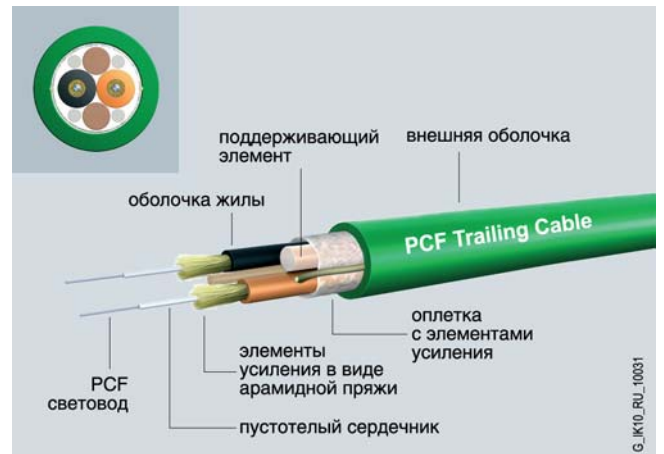 поддерживающий
элемент
внешняя оболочка
оболочка жилы
PCF Trailing Cable
оплетка
с элементами
усиления
элементы
усиления в виде
арамидной пряжи
PCF
световод
пустотелый сердечник
G_IK10_RU_10031